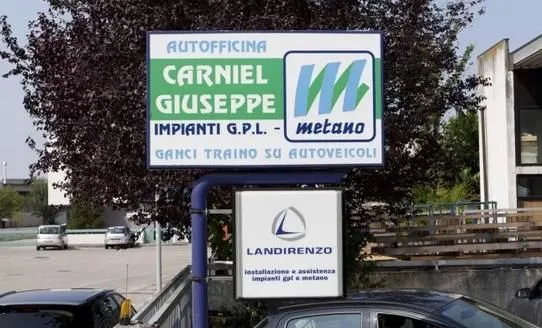 AUTOFFICINA
CARNIEL
GIUSEPPE
IMPIANTI G.P.L. - metano
GANCI TRAINO SU AUTOVEICOLI
LANDIRENZO
installazione e assistenza
impianti gpl e metano